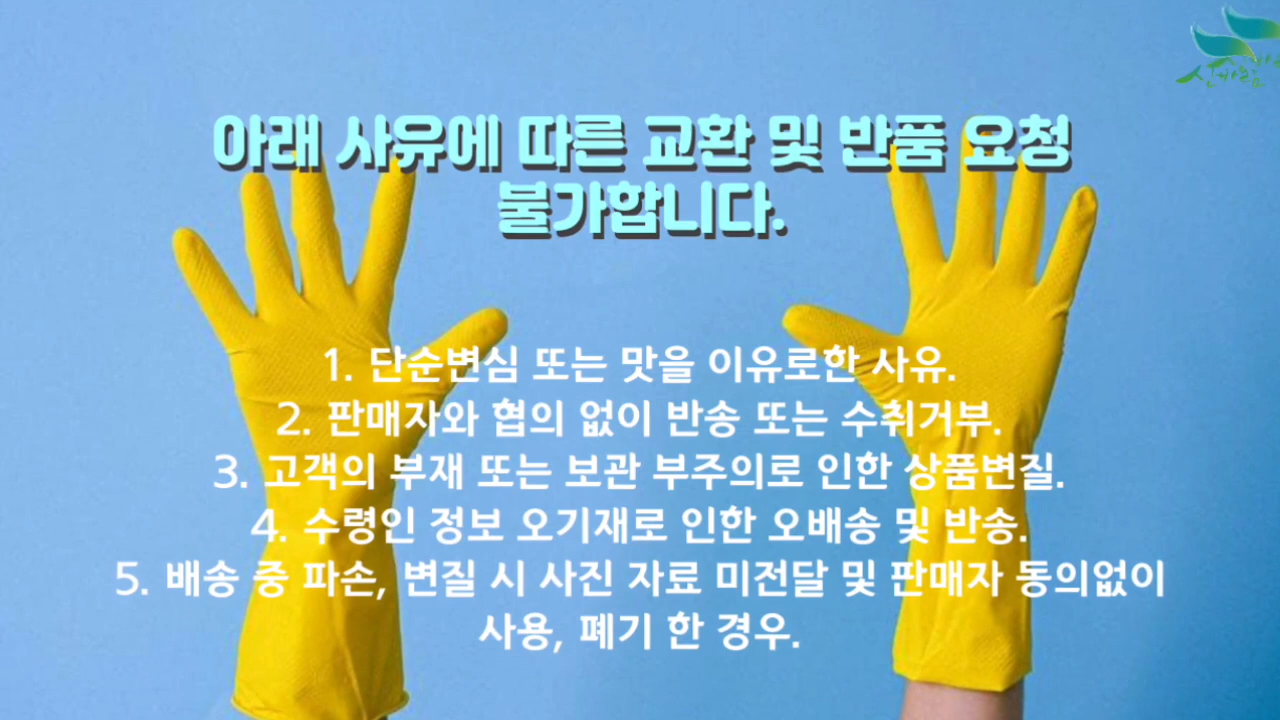 아래 사유에 따른 교환 및 반품 요청
불가합니다.
1. 단순변심 또는 맛을 이유로한 사유.
2. 판매자와 협의 없이 반송 또는 수취거부.
3. 고객의 부재 또는 보관 부주의로 인한 상품변질.
4. 수령인 정보 오기재로 인한 오배송 및 반송.
5. 배송 중 파손, 변질 시 사진 자료 미전달 및 판매자 동의없이
사용, 폐기 한 경우.